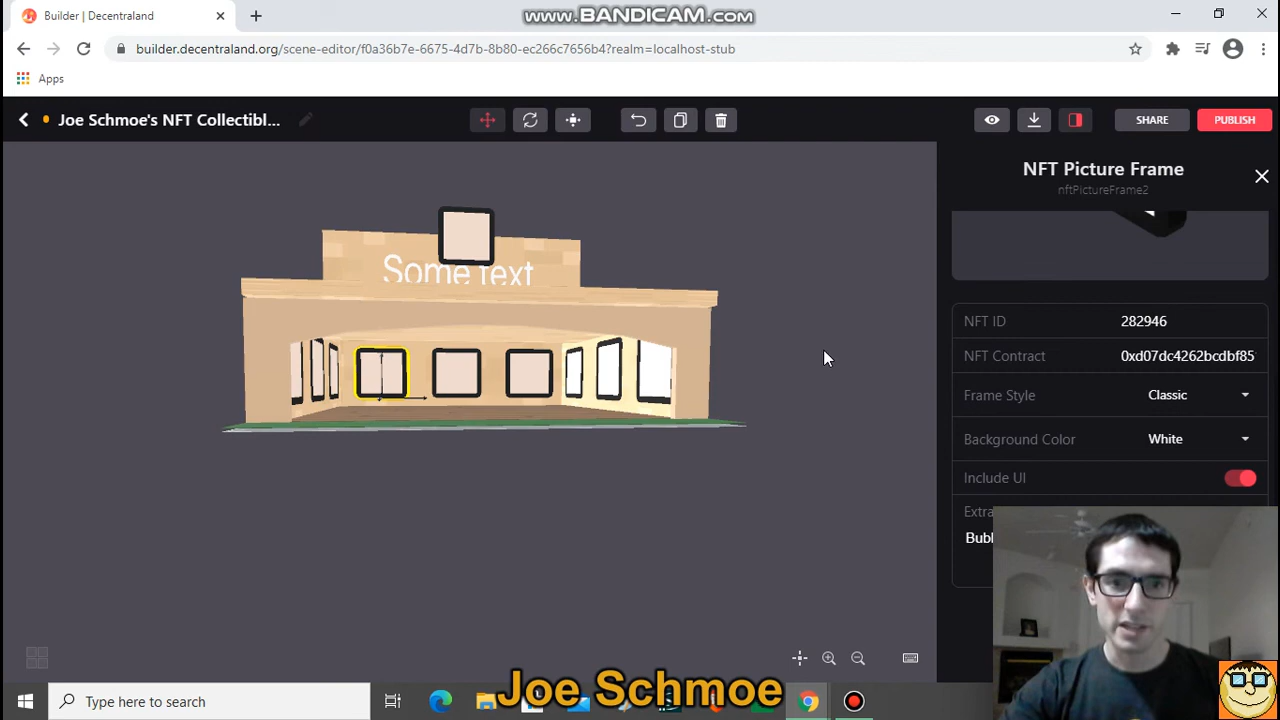 www.BANDICAM.com
Builder | Decentraland
builder.decentraland.org/scene-editor/f0a36b7e-6675-4d7b-8b80-ec266c7656b4?realm=localhost-stub
Apps
Joe Schmoe's NFT Collectibl...
SHARE
PUBLISH
NFT Picture Frame
nftPictureFrame2
Some text
NFT ID
282946
NFT Contract
0xd07dc4262bcdbf85
Frame Style
Classic
Background Color
White
Include UI
Extra
Bubl
Type here to search
Joe Schmoe